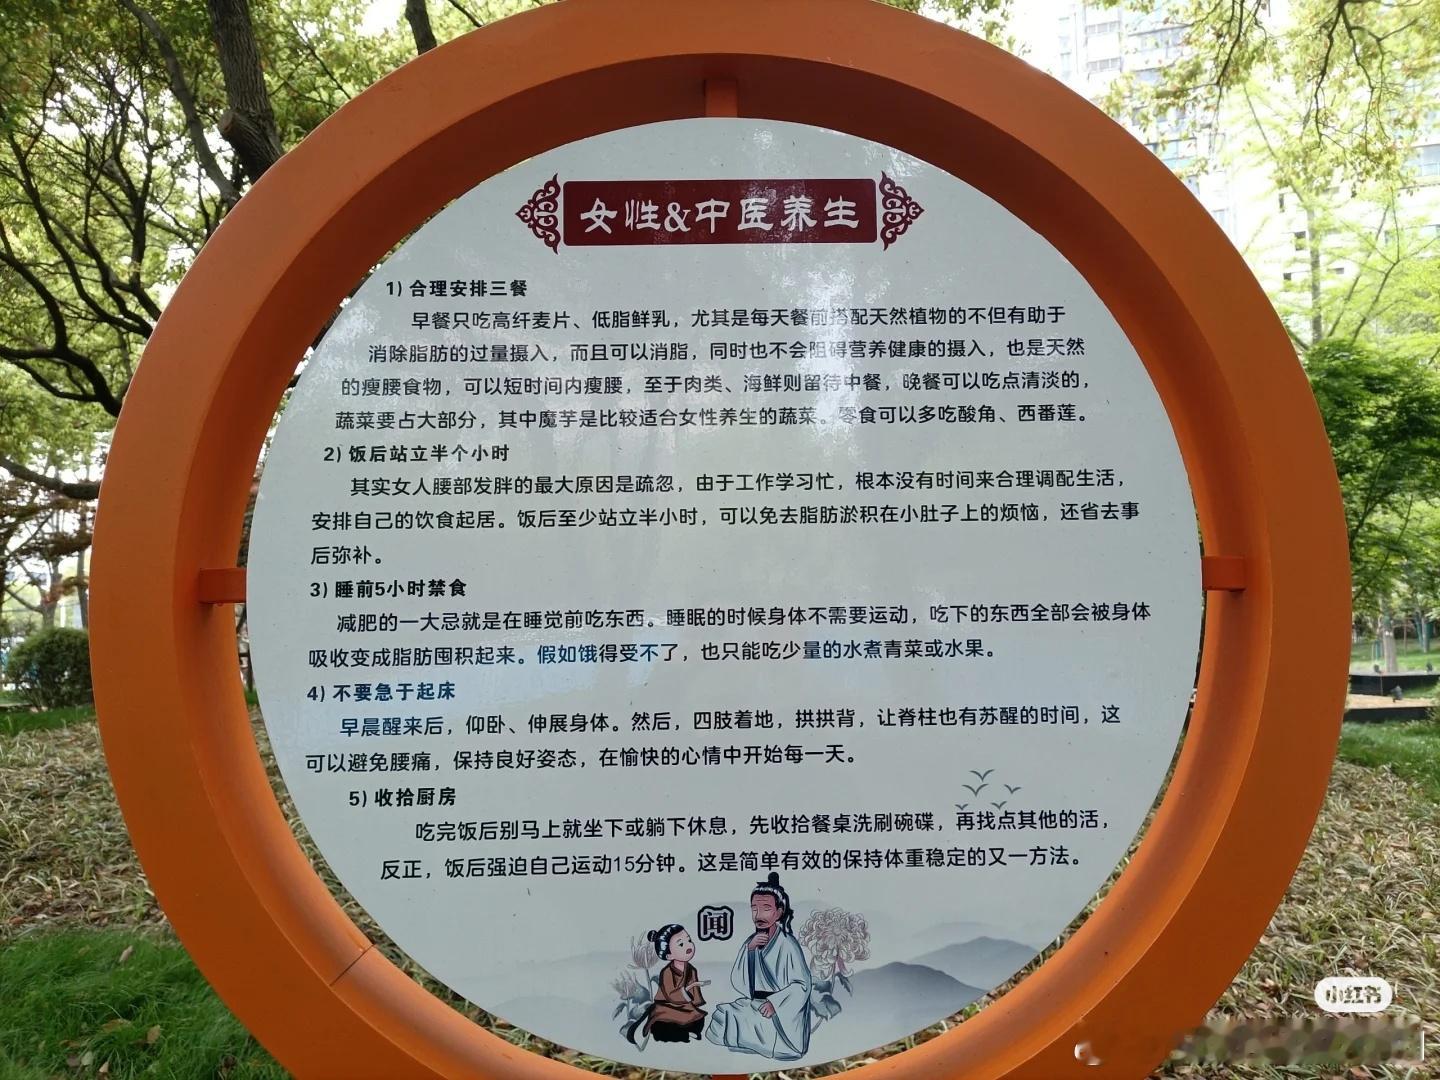 女性&中医养生
1）合理安排三餐
早餐只吃高纤麦片、低脂鲜乳，尤其是每天餐前搭配天然植物的不但有助于
消除脂肪的过量摄入，而且可以消脂，同时也不会阻碍营养健康的摄入，也是天然
的瘦腰食物，可以短时间内瘦腰，至于肉类、海鲜则留待中餐，晚餐可以吃点清淡的，
蔬菜要占大部分，其中魔芋是比较适合女性养生的蔬菜。零食可以多吃酸角、西番莲。
2）饭后站立半个小时
其实女人腰部发胖的最大原因是疏忽，由于工作学习忙，根本没有时间来合理调配生活，
安排自己的饮食起居。饭后至少站立半小时，可以免去脂肪淤积在小肚子上的烦恼，还省去事
后弥补。
3）睡前5小时禁食
减肥的一大忌就是在睡觉前吃东西。睡眠的时候身体不需要运动，吃下的东西全部会被身体
吸收变成脂肪囤积起来。假如饿得受不了，也只能吃少量的水煮青菜或水果。
4）不要急于起床
早晨醒来后，仰卧、伸展身体。然后，四肢着地，拱拱背，让脊柱也有苏醒的时间，这
可以避免腰痛，保持良好姿态，在愉快的心情中开始每一天。
5）收拾厨房
吃完饭后别马上就坐下或躺下休息，先收拾餐桌洗刷碗碟，再找点其他的活，
反正，饭后强迫自己运动15分钟。这是简单有效的保持体重稳定的又一方法。
闻
小红书